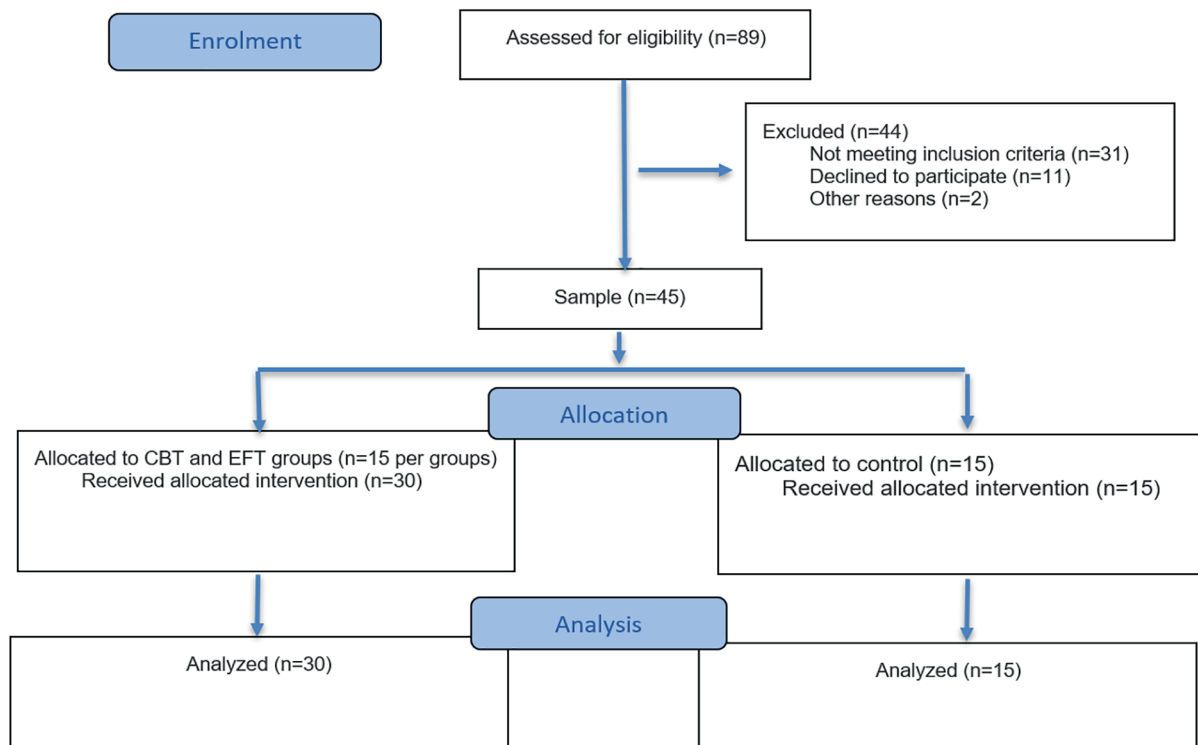 Enrolment
Assessed for eligibility (n=89)
Excluded (n=44)
Not meeting inclusion criteria (n=31)
Declined to participate (n=11)
Other reasons (n=2)
Sample (n=45)
Allocation
Allocated to CBT and EFT groups (n=15 per groups)
Received allocated intervention (n=30)
Allocated to control (n=15)
Received allocated intervention (n=15)
Analysis
Analyzed (n=30)
Analyzed (n=15)